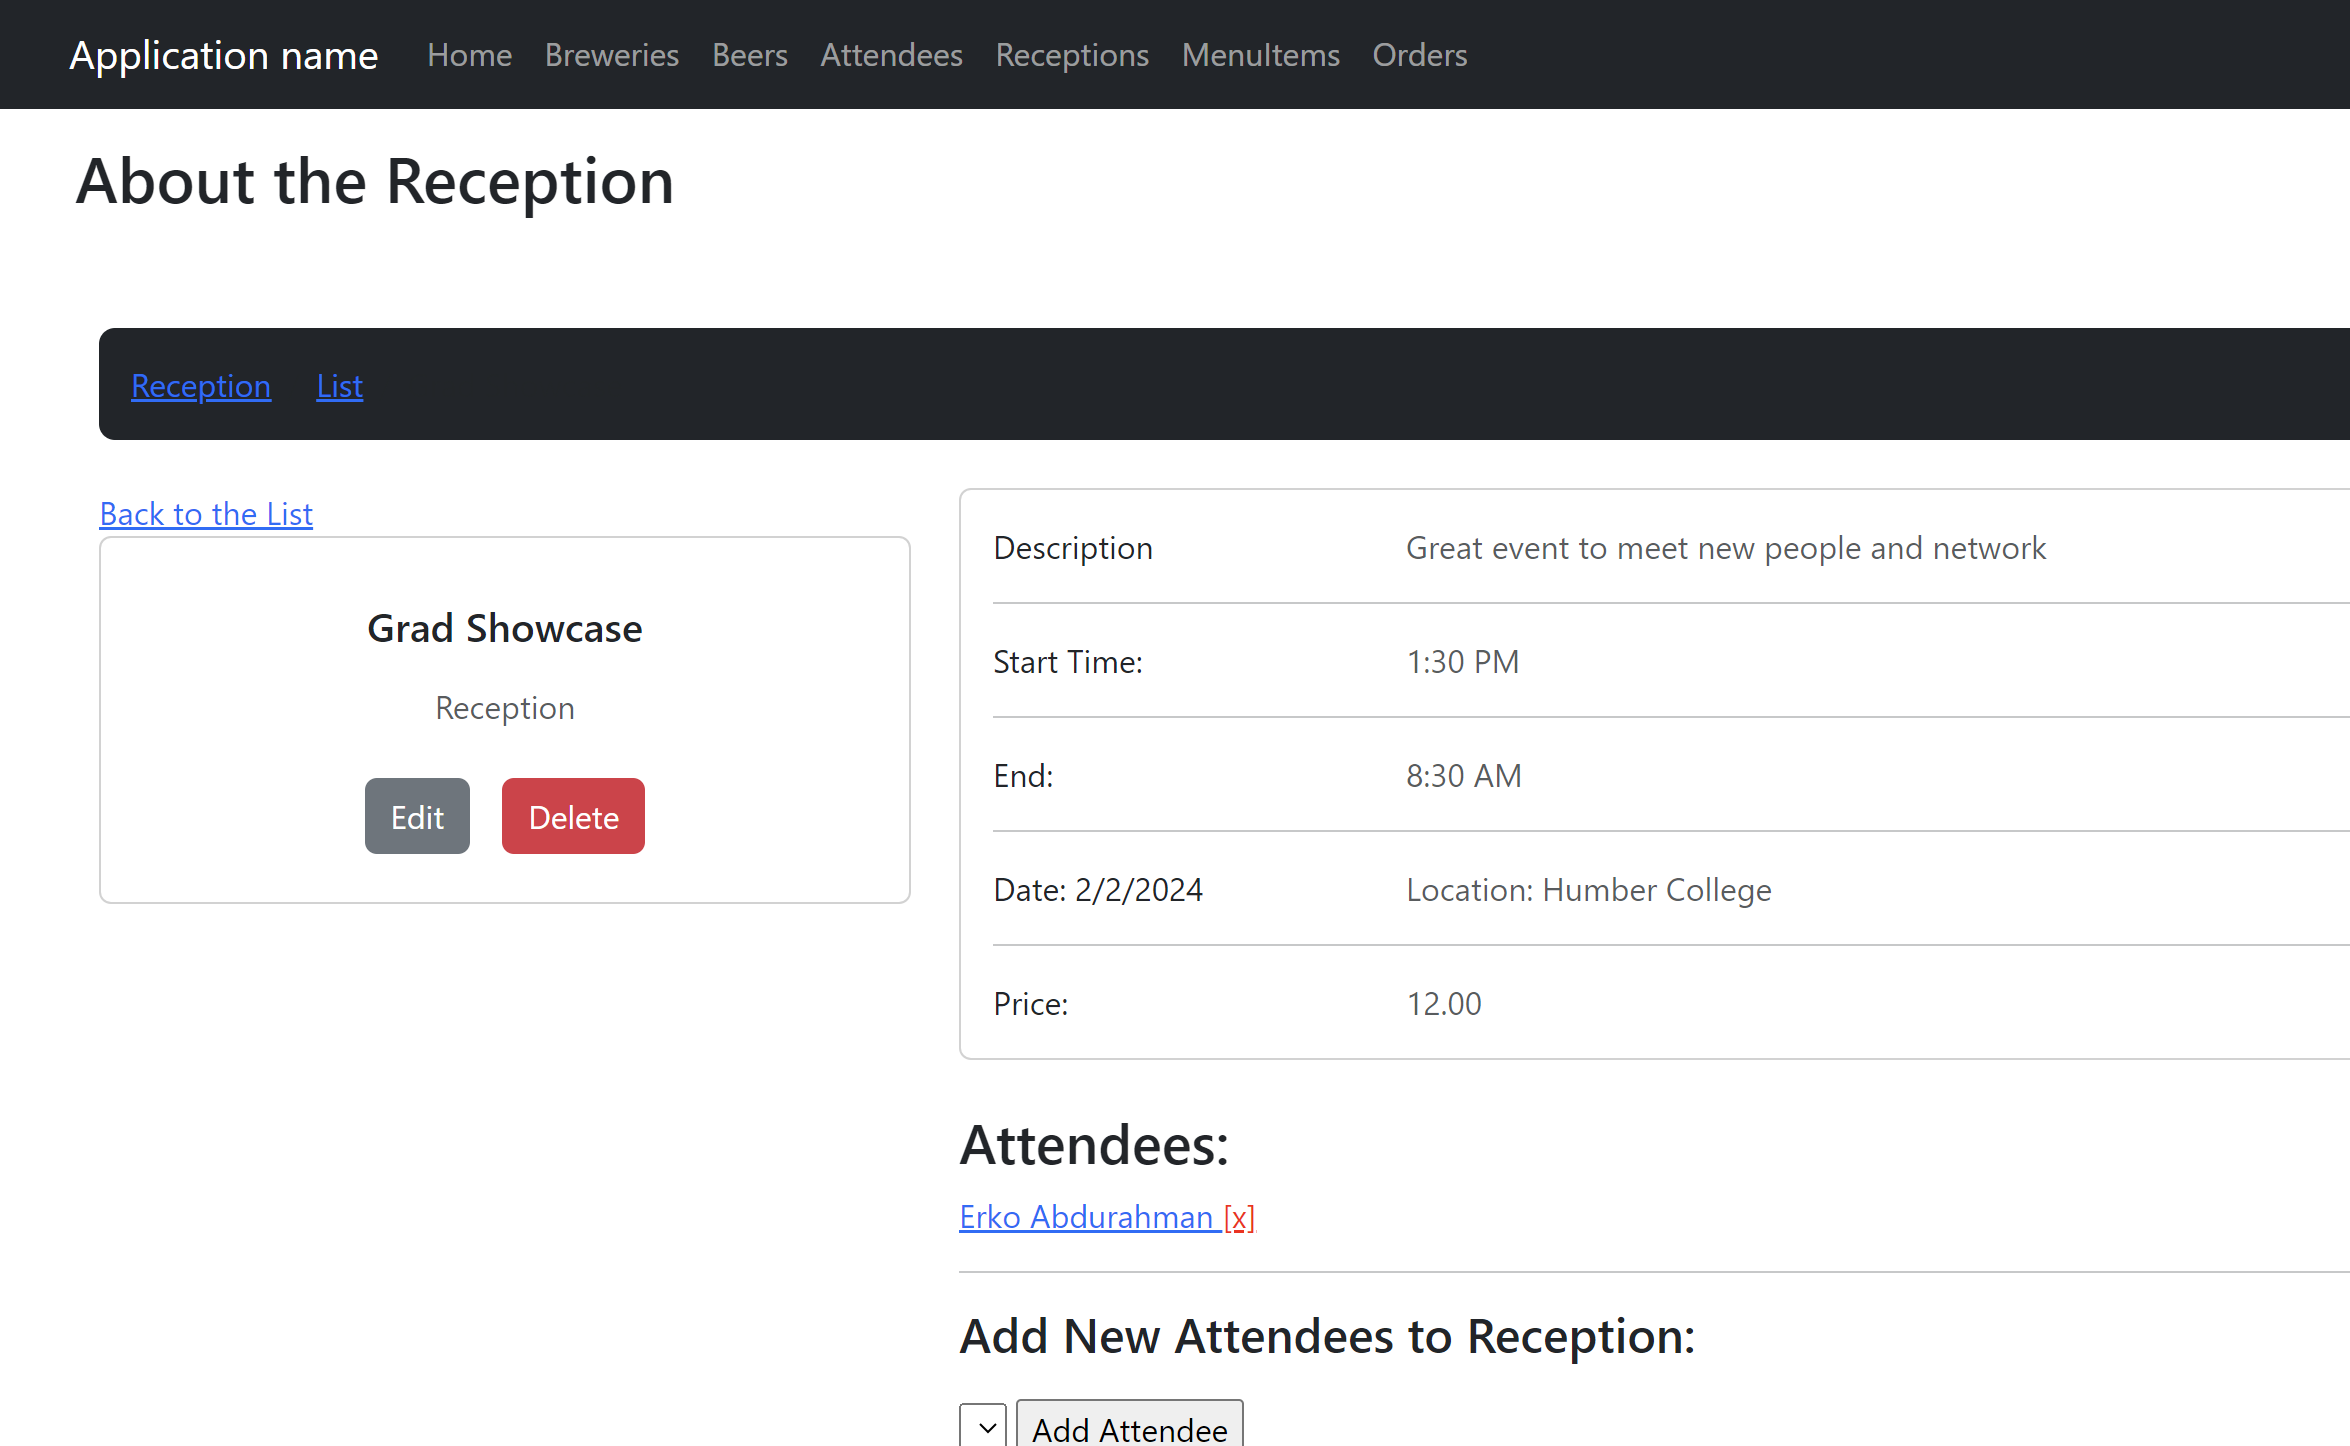 Application name Home Breweries Beers Attendees Receptions MenuItems Orders
About the Reception
Reception List
Back to the List
Grad Showcase
Reception
Edit Delete
Description Great event to meet new people and network
Start Time: 1:30 PM
End: 8:30 AM
Date: 2/2/2024 Location: Humber College
Price: 12.00
Attendees:
Erko Abdurahman [x]
Add New Attendees to Reception:
Add Attendee